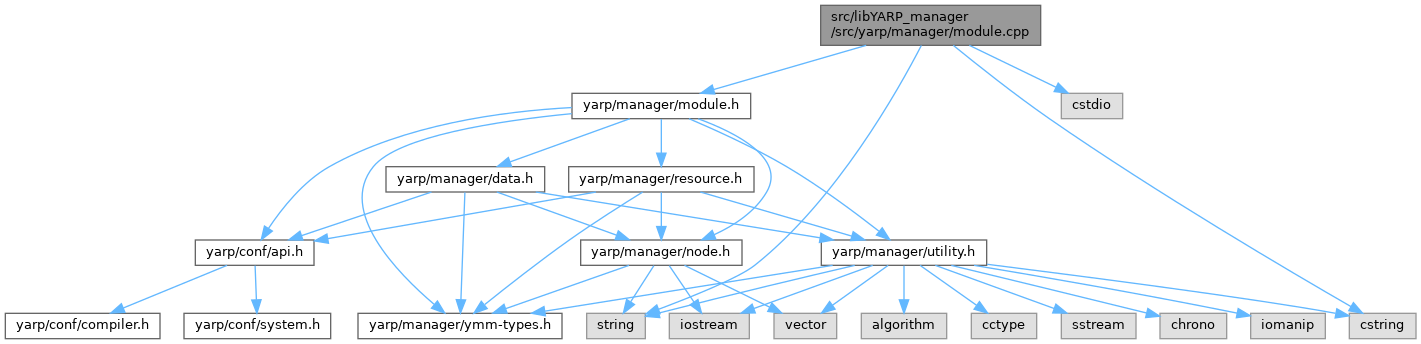 src/libYARP_manager
/src/yarp/manager/module.cpp
yarp/manager/module.h
cstdio
yarp/manager/data.h
yarp/manager/resource.h
yarp/conf/api.h
yarp/manager/node.h
yarp/manager/utility.h
yarp/conf/compiler.h
yarp/conf/system.h
yarp/manager/ymm-types.h
string
iostream
vector
algorithm
cctype
sstream
chrono
iomanip
cstring